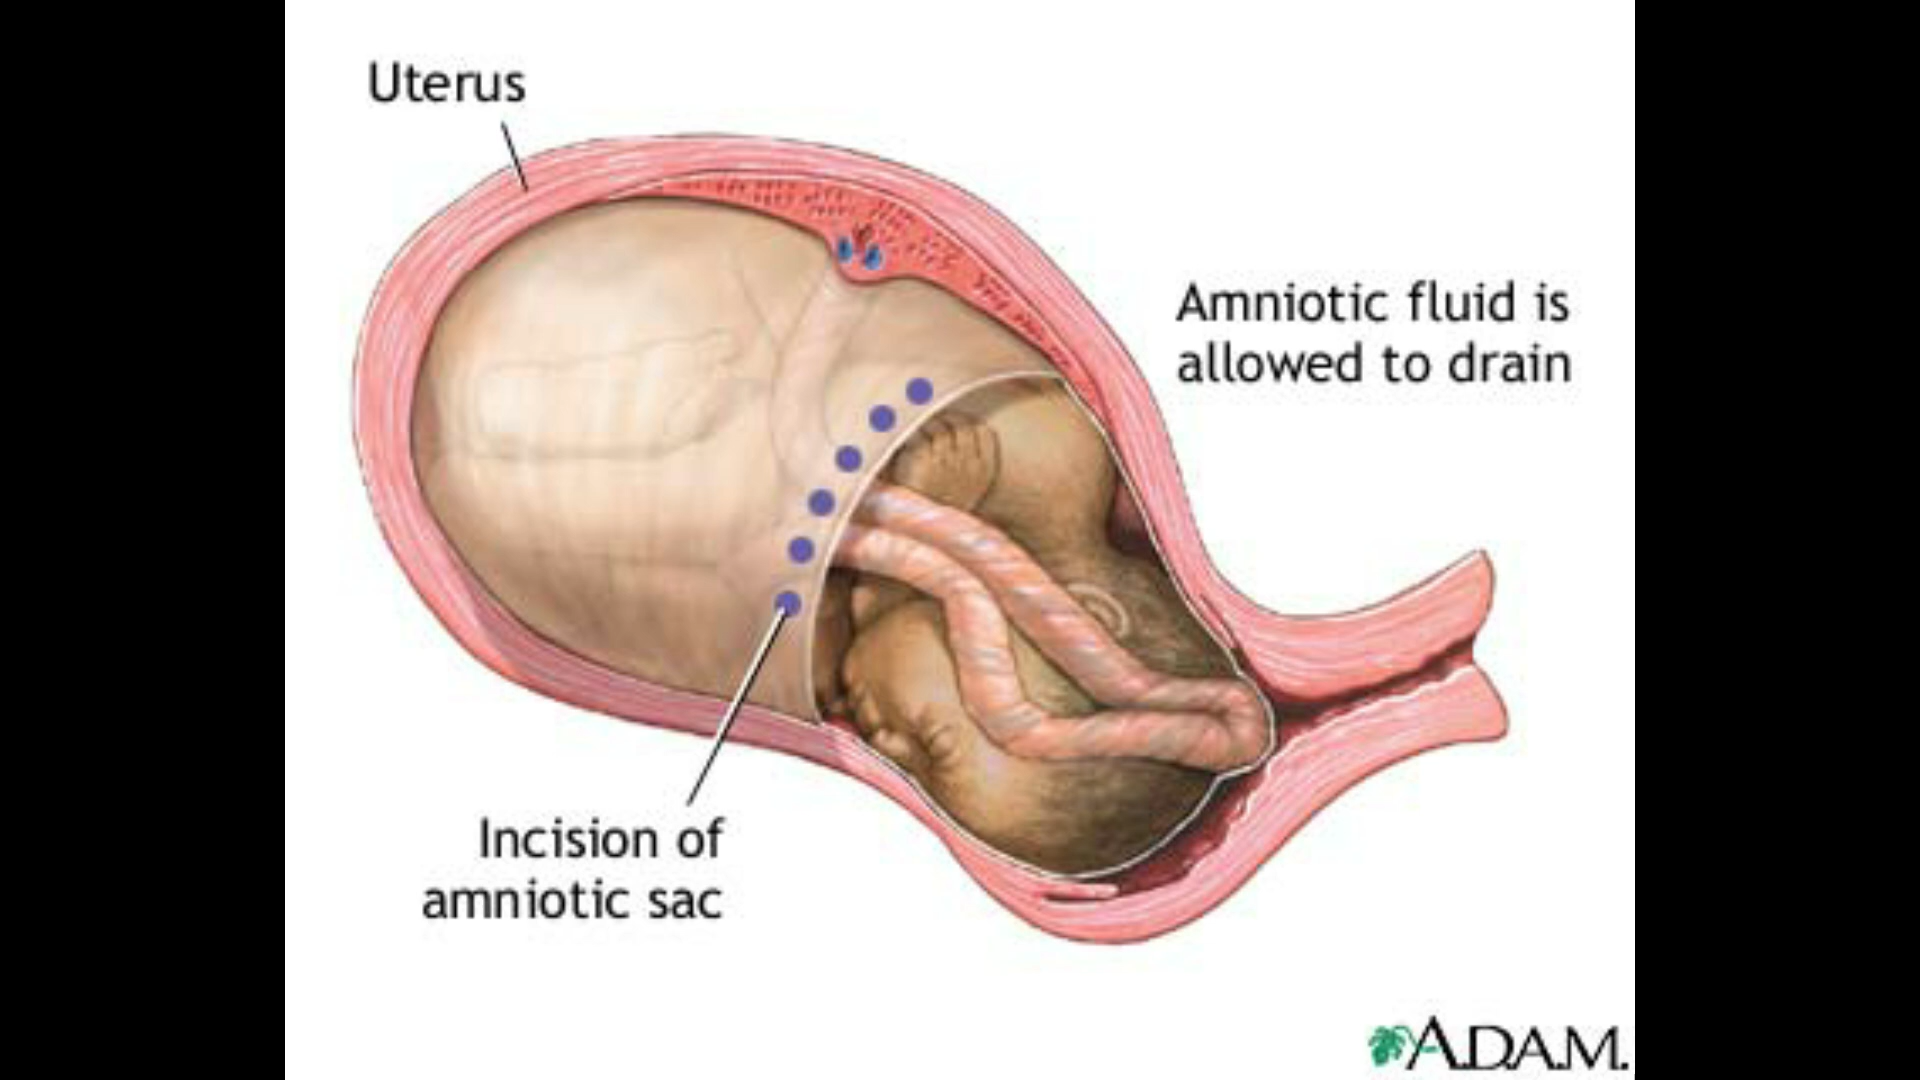 Uterus
Amniotic fluid is
allowed to drain
Incision of
amniotic sac
A.D.A.M.